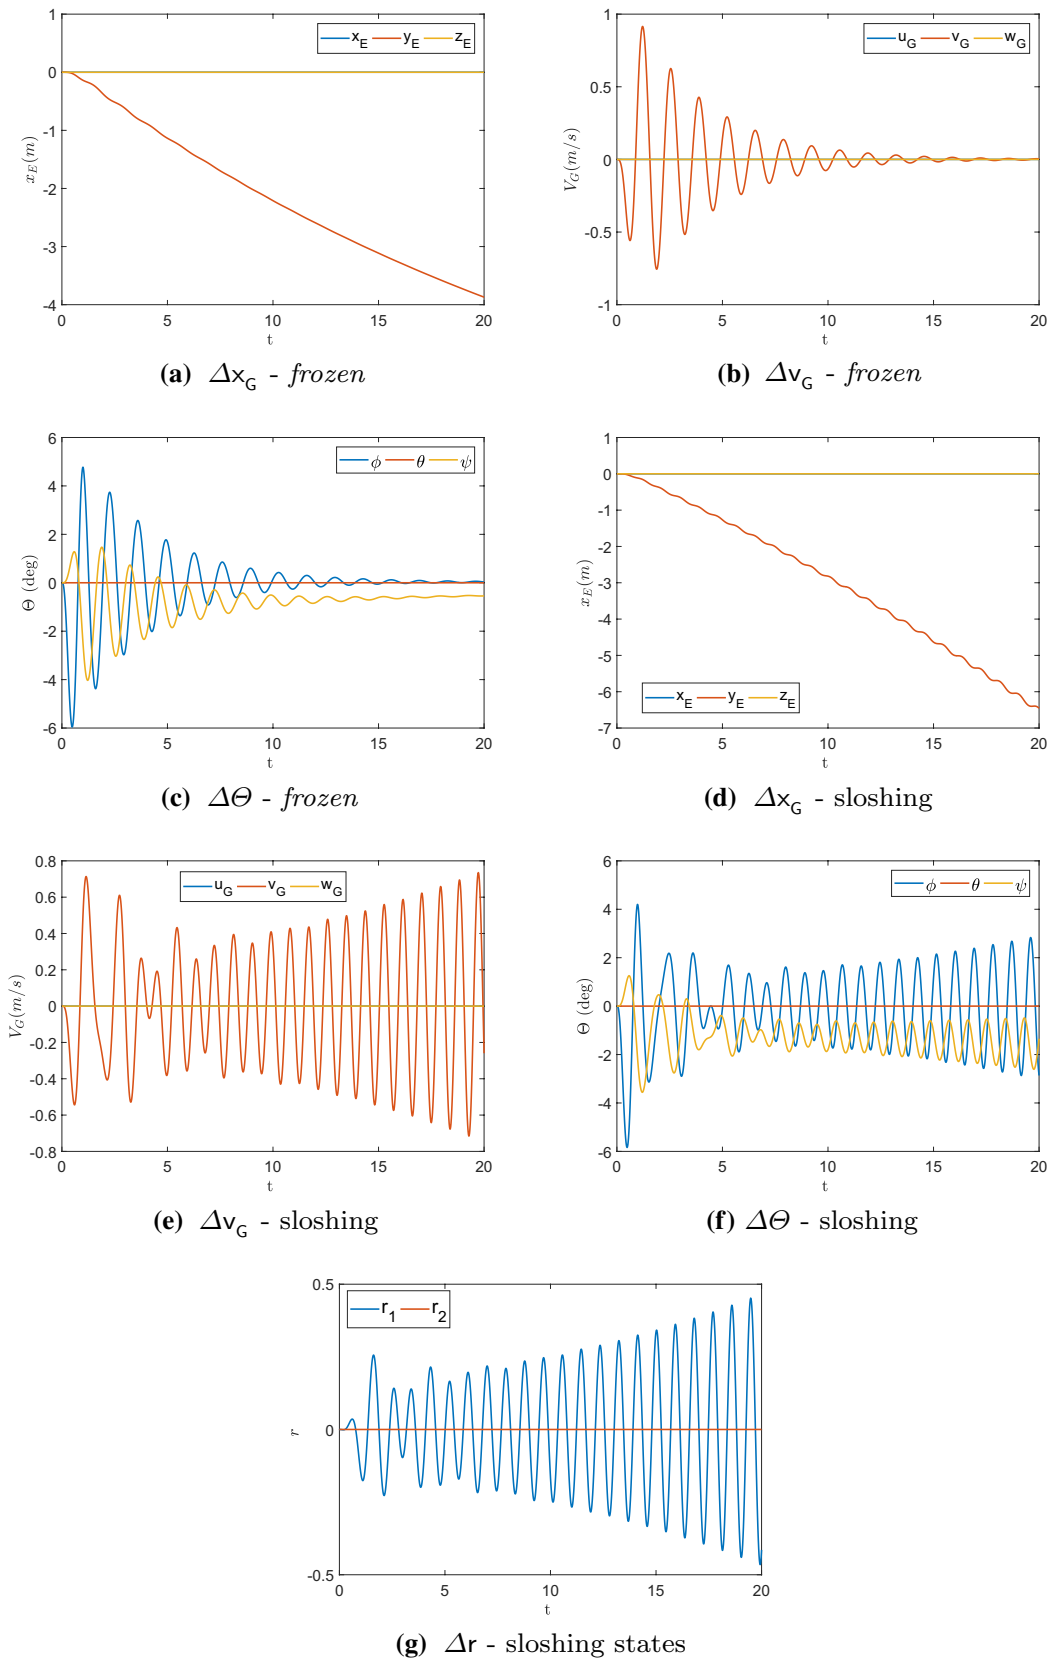 1
0
-1
-2
-3
-4
x_E y_E z_E
x_E(m)
0 5 10 15 20
t
(a) Δx_G - frozen
1
0.5
0
-0.5
-1
u_G v_G w_G
V_G(m/s)
0 5 10 15 20
t
(b) Δv_G - frozen
6
4
2
0
-2
-4
-6
ϕ θ ψ
Θ (deg)
0 5 10 15 20
t
(c) ΔΘ - frozen
1
0
-1
-2
-3
-4
-5
-6
-7
x_E y_E z_E
x_E(m)
0 5 10 15 20
t
(d) Δx_G - sloshing
0.8
0.6
0.4
0.2
0
-0.2
-0.4
-0.6
-0.8
u_G v_G w_G
V_G(m/s)
0 5 10 15 20
t
(e) Δv_G - sloshing
6
4
2
0
-2
-4
-6
ϕ θ ψ
Θ (deg)
0 5 10 15 20
t
(f) ΔΘ - sloshing
0.5
0
-0.5
r_1 r_2
r
0 5 10 15 20
t
(g) Δr - sloshing states